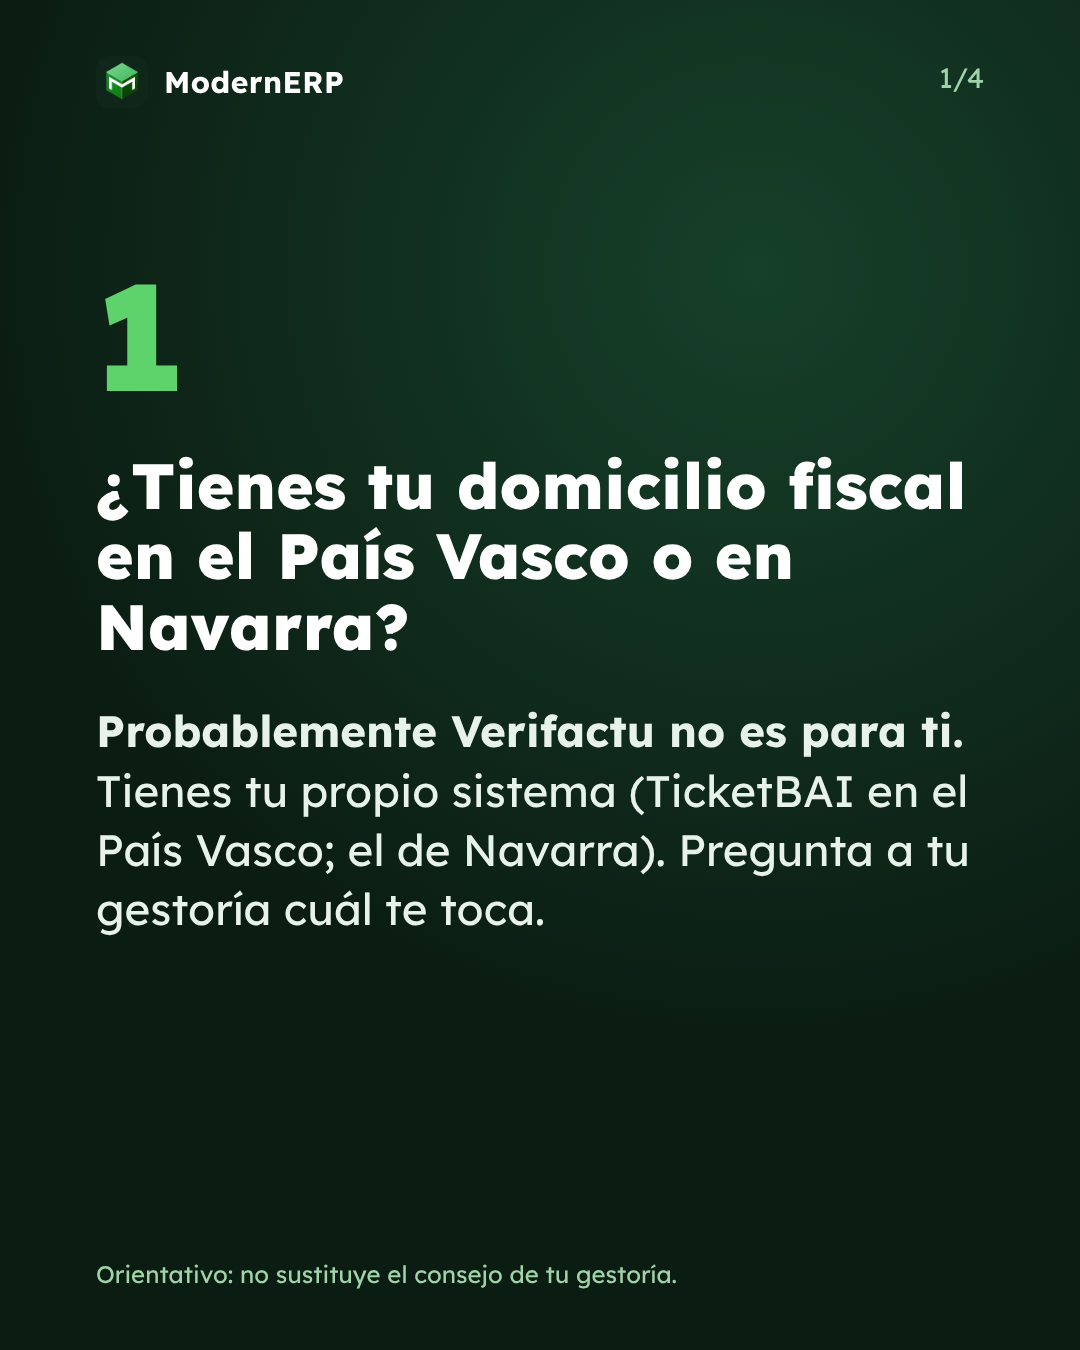 ModernERP
1/4
1
¿Tienes tu domicilio fiscal
en el País Vasco o en
Navarra?
Probablemente Verifactu no es para ti.
Tienes tu propio sistema (TicketBAI en el
País Vasco; el de Navarra). Pregunta a tu
gestoría cuál te toca.
Orientativo: no sustituye el consejo de tu gestoría.